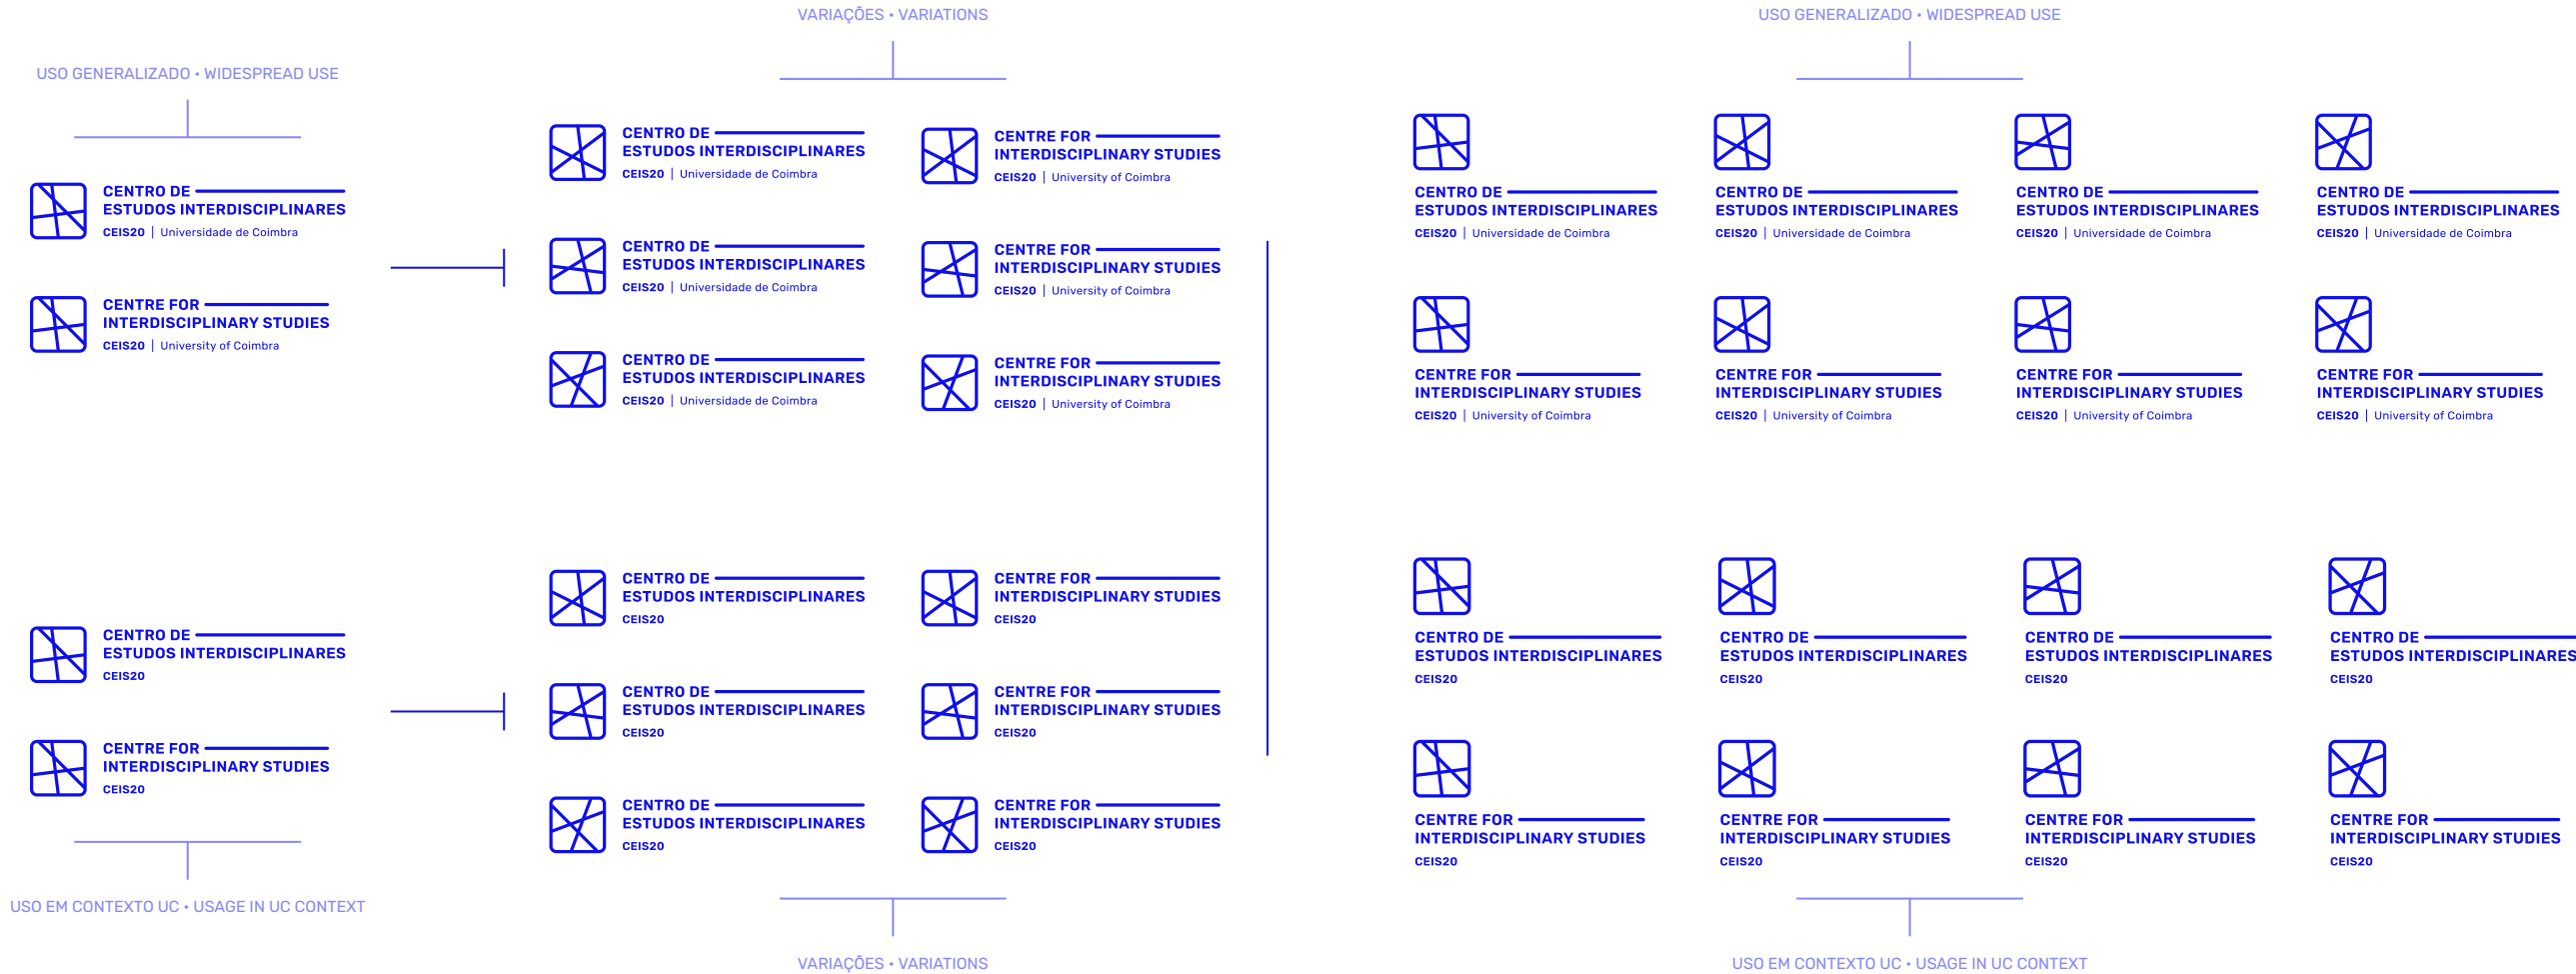 USO GENERALIZADO • WIDESPREAD USE
CENTRO DE
ESTUDOS INTERDISCIPLINARES
CEIS20 | Universidade de Coimbra
CENTRE FOR
INTERDISCIPLINARY STUDIES
CEIS20 | University of Coimbra
CENTRO DE
ESTUDOS INTERDISCIPLINARES
CEIS20
CENTRE FOR
INTERDISCIPLINARY STUDIES
CEIS20
USO EM CONTEXTO UC • USAGE IN UC CONTEXT
VARIAÇÕES • VARIATIONS
CENTRO DE
ESTUDOS INTERDISCIPLINARES
CEIS20 | Universidade de Coimbra
CENTRE FOR
INTERDISCIPLINARY STUDIES
CEIS20 | University of Coimbra
CENTRO DE
ESTUDOS INTERDISCIPLINARES
CEIS20 | Universidade de Coimbra
CENTRE FOR
INTERDISCIPLINARY STUDIES
CEIS20 | University of Coimbra
CENTRO DE
ESTUDOS INTERDISCIPLINARES
CEIS20 | Universidade de Coimbra
CENTRE FOR
INTERDISCIPLINARY STUDIES
CEIS20 | University of Coimbra
CENTRO DE
ESTUDOS INTERDISCIPLINARES
CEIS20
CENTRE FOR
INTERDISCIPLINARY STUDIES
CEIS20
CENTRO DE
ESTUDOS INTERDISCIPLINARES
CEIS20
CENTRE FOR
INTERDISCIPLINARY STUDIES
CEIS20
CENTRO DE
ESTUDOS INTERDISCIPLINARES
CEIS20
CENTRE FOR
INTERDISCIPLINARY STUDIES
CEIS20
VARIAÇÕES • VARIATIONS
USO GENERALIZADO • WIDESPREAD USE
CENTRO DE
ESTUDOS INTERDISCIPLINARES
CEIS20 | Universidade de Coimbra
CENTRO DE
ESTUDOS INTERDISCIPLINARES
CEIS20 | Universidade de Coimbra
CENTRO DE
ESTUDOS INTERDISCIPLINARES
CEIS20 | Universidade de Coimbra
CENTRO DE
ESTUDOS INTERDISCIPLINARES
CEIS20 | Universidade de Coimbra
CENTRE FOR
INTERDISCIPLINARY STUDIES
CEIS20 | University of Coimbra
CENTRE FOR
INTERDISCIPLINARY STUDIES
CEIS20 | University of Coimbra
CENTRE FOR
INTERDISCIPLINARY STUDIES
CEIS20 | University of Coimbra
CENTRE FOR
INTERDISCIPLINARY STUDIES
CEIS20 | University of Coimbra
CENTRO DE
ESTUDOS INTERDISCIPLINARES
CEIS20
CENTRO DE
ESTUDOS INTERDISCIPLINARES
CEIS20
CENTRO DE
ESTUDOS INTERDISCIPLINARES
CEIS20
CENTRO DE
ESTUDOS INTERDISCIPLINARES
CEIS20
CENTRE FOR
INTERDISCIPLINARY STUDIES
CEIS20
CENTRE FOR
INTERDISCIPLINARY STUDIES
CEIS20
CENTRE FOR
INTERDISCIPLINARY STUDIES
CEIS20
CENTRE FOR
INTERDISCIPLINARY STUDIES
CEIS20
USO EM CONTEXTO UC • USAGE IN UC CONTEXT